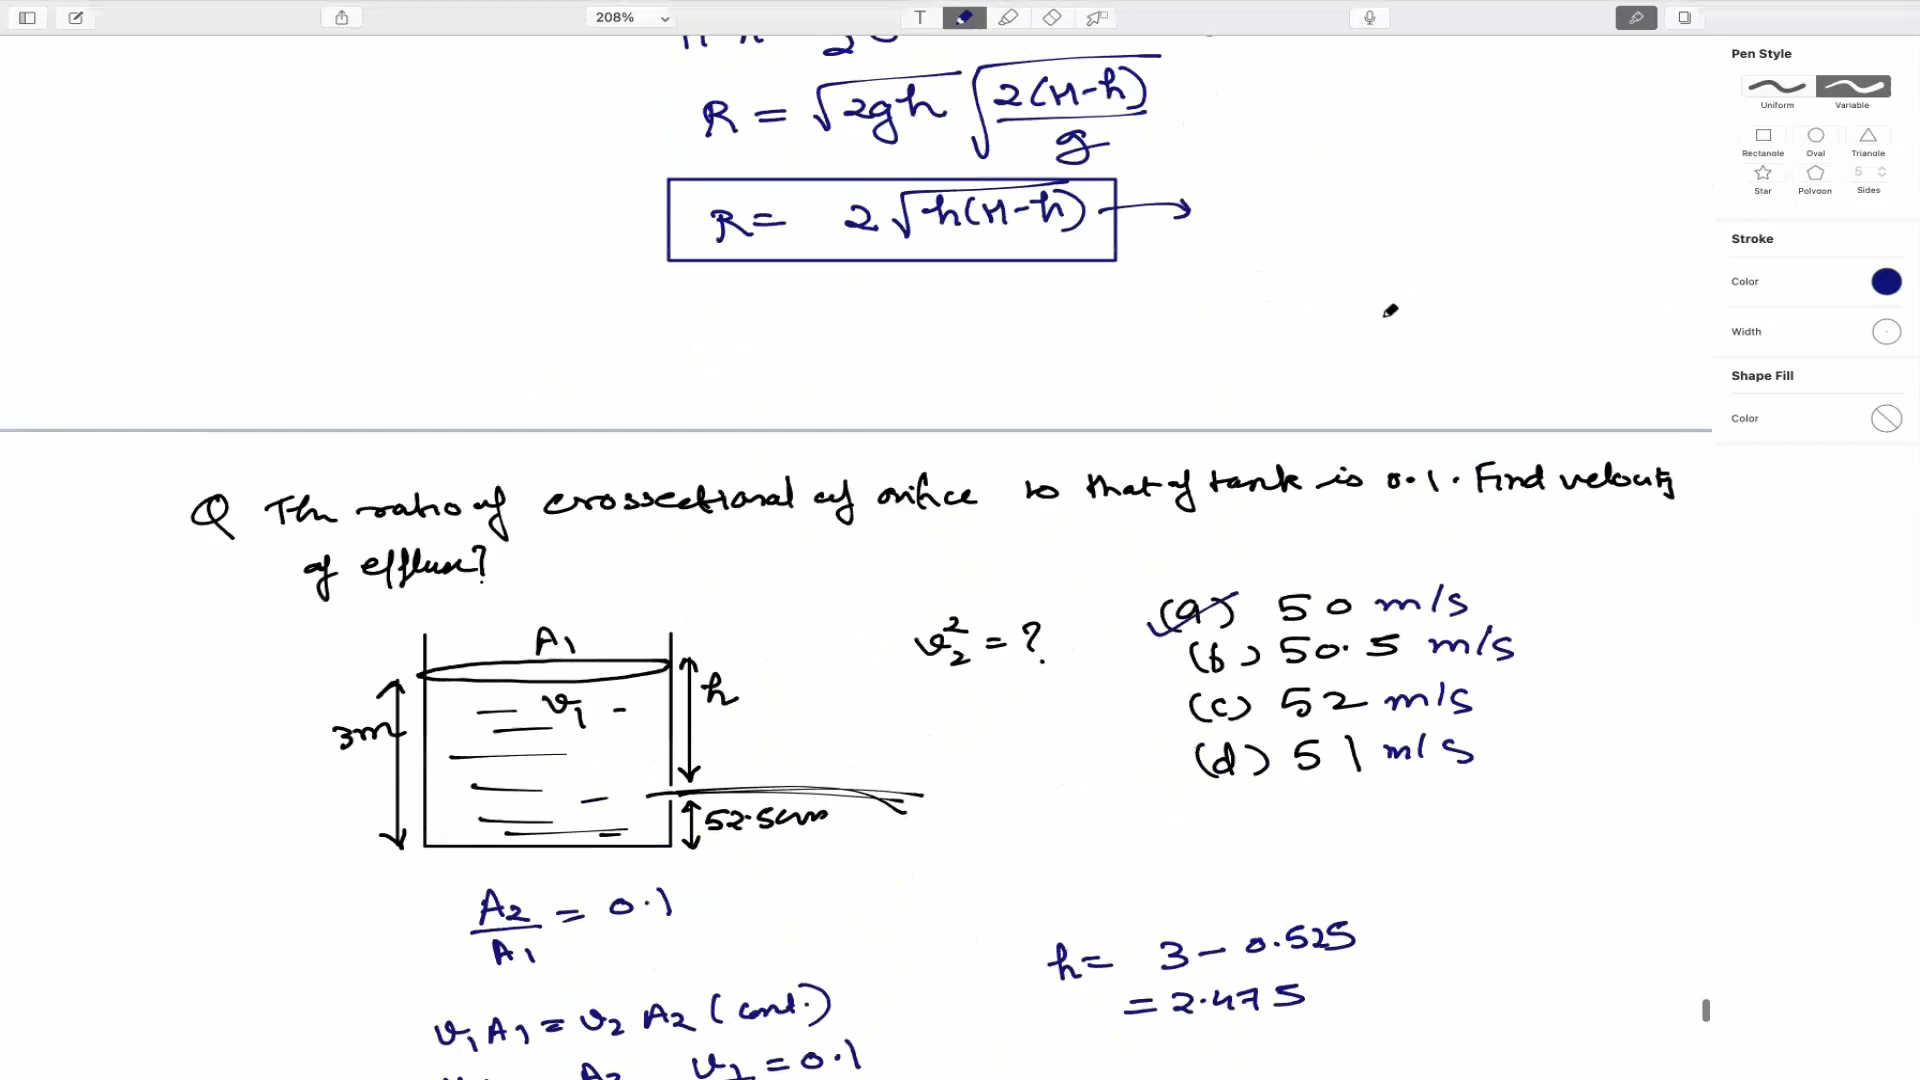 208%
T
Pen Style
Uniform Variable
Rectangle Oval Triangle
5
Star Polygon Sides
Stroke
Color
Width
Shape Fill
Color
R = √2gh √2(H-h)/g
R = 2√h(H-h)
Q The ratio of crossectional of orifice to that of tank is 0.1. Find velocity
of efflux?
A1
v1
3m
h
52.5cm
v2² = ?
(a) 50 m/s
(b) 50.5 m/s
(c) 52 m/s
(d) 51 m/s
A2/A1 = 0.1
h = 3 - 0.525
= 2.475
v1 A1 = v2 A2 (cont.)
= 0.1